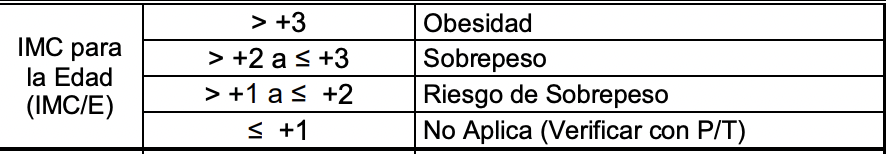 IMC para
la Edad
(IMC/E)
> +3 Obesidad
> +2 a ≤ +3 Sobrepeso
> +1 a ≤ +2 Riesgo de Sobrepeso
≤ +1 No Aplica (Verificar con P/T)